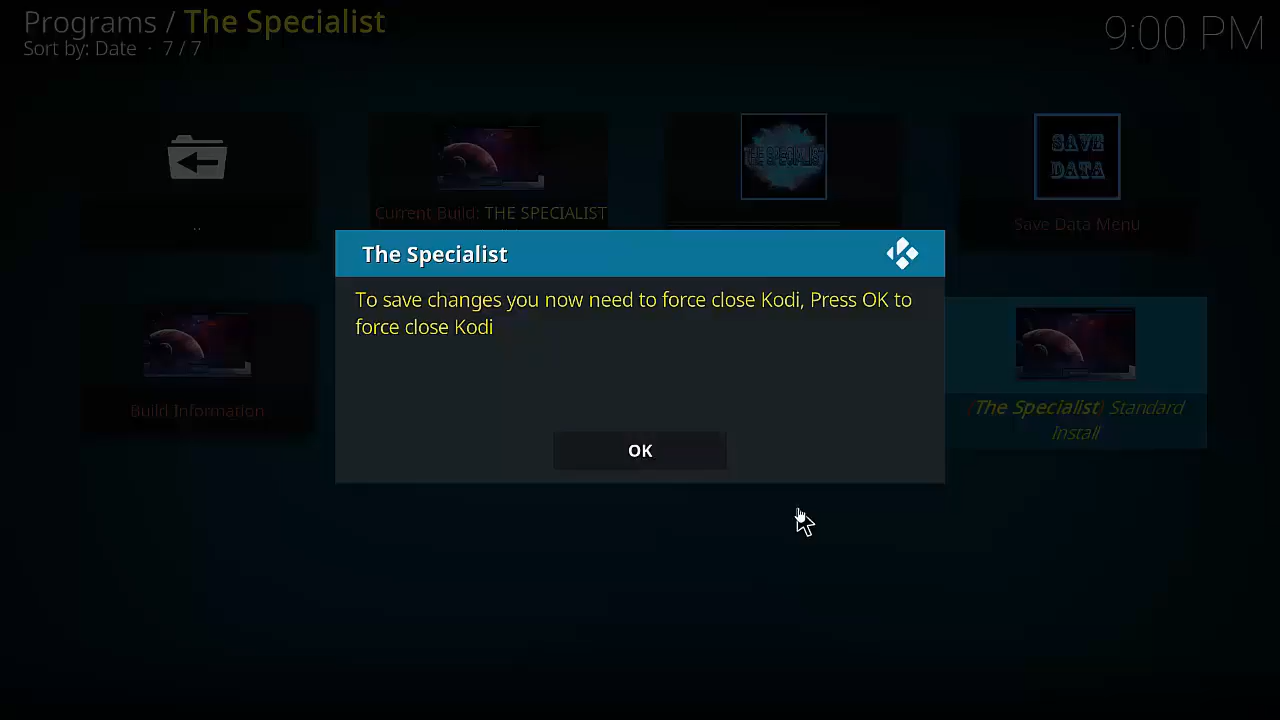 Programs / The Specialist
Sort by: Date · 7 / 7
9:00 PM
..
Current Build: THE SPECIALIST
THE SPECIALIST
SAVE
DATA
Save Data Menu
The Specialist
To save changes you now need to force close Kodi, Press OK to
force close Kodi
OK
Build Information
(The Specialist) Standard
Install